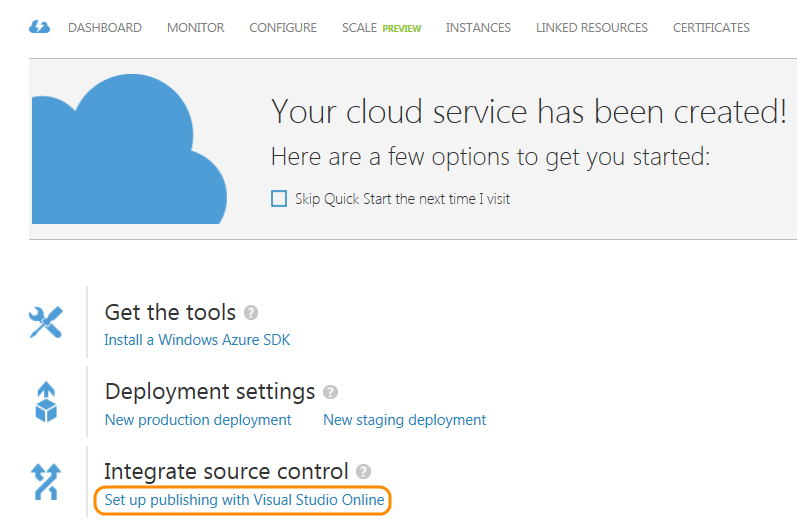 DASHBOARD MONITOR CONFIGURE SCALE PREVIEW INSTANCES LINKED RESOURCES CERTIFICATES
Your cloud service has been created!
Here are a few options to get you started:
Skip Quick Start the next time I visit
Get the tools ?
Install a Windows Azure SDK
Deployment settings ?
New production deployment New staging deployment
Integrate source control ?
Set up publishing with Visual Studio Online